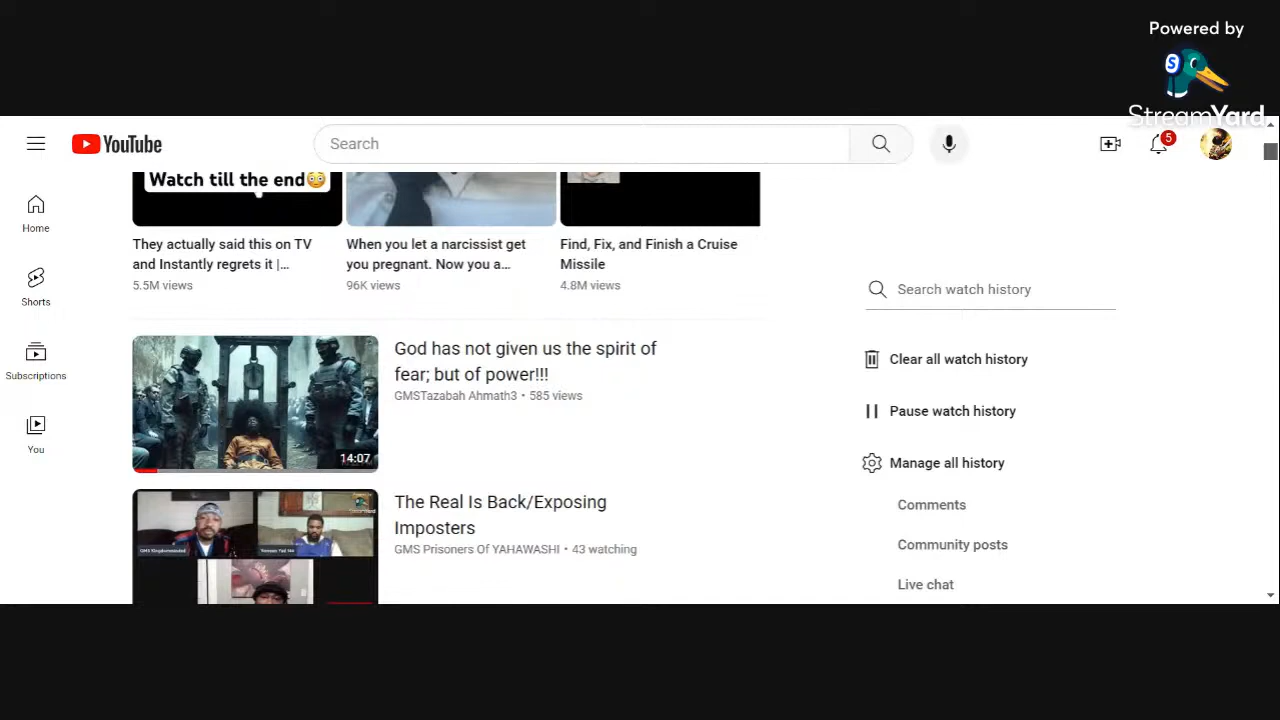 Powered by
StreamYard
YouTube
Search
5
Home
Shorts
Subscriptions
You
Watch till the end😳
They actually said this on TV
and Instantly regrets it |...
5.5M views
When you let a narcissist get
you pregnant. Now you a...
96K views
Find, Fix, and Finish a Cruise
Missile
4.8M views
14:07
God has not given us the spirit of
fear; but of power!!!
GMSTazabah Ahmath3 • 585 views
The Real Is Back/Exposing
Imposters
GMS Prisoners Of YAHAWASHI • 43 watching
Search watch history
Clear all watch history
Pause watch history
Manage all history
Comments
Community posts
Live chat